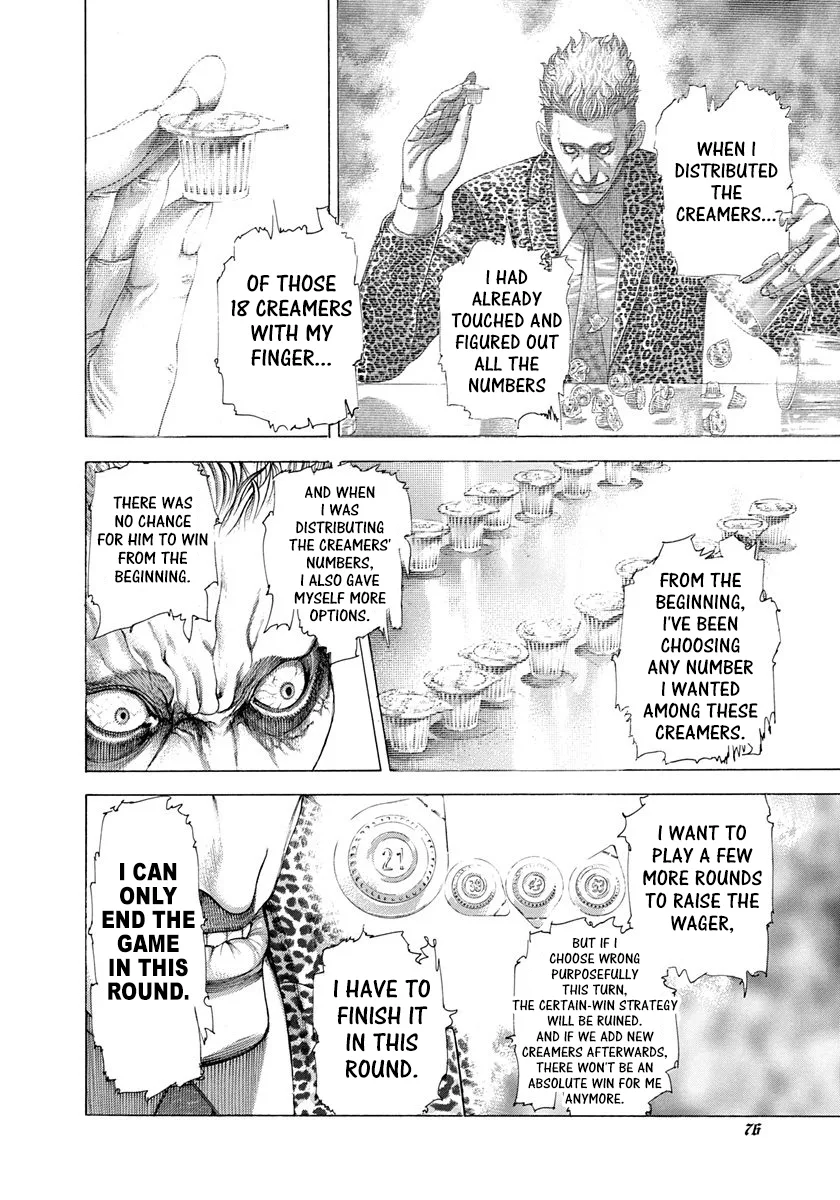 WHEN I
DISTRIBUTED
THE
CREAMERS...
I HAD
ALREADY
TOUCHED AND
FIGURED OUT
ALL THE
NUMBERS
OF THOSE
18 CREAMERS
WITH MY
FINGER...
FROM THE
BEGINNING,
I'VE BEEN
CHOOSING
ANY NUMBER
I WANTED
AMONG THESE
CREAMERS.
AND WHEN
I WAS
DISTRIBUTING
THE CREAMERS'
NUMBERS,
I ALSO GAVE
MYSELF MORE
OPTIONS.
THERE WAS
NO CHANCE
FOR HIM TO WIN
FROM THE
BEGINNING.
I WANT TO
PLAY A FEW
MORE ROUNDS
TO RAISE THE
WAGER,
BUT IF I
CHOOSE WRONG
PURPOSEFULLY
THIS TURN,
THE CERTAIN-WIN STRATEGY
WILL BE RUINED.
AND IF WE ADD NEW
CREAMERS AFTERWARDS,
THERE WON'T BE AN
ABSOLUTE WIN FOR ME
ANYMORE.
21
I HAVE TO
FINISH IT
IN THIS
ROUND.
I CAN
ONLY
END THE
GAME
IN THIS
ROUND.
76